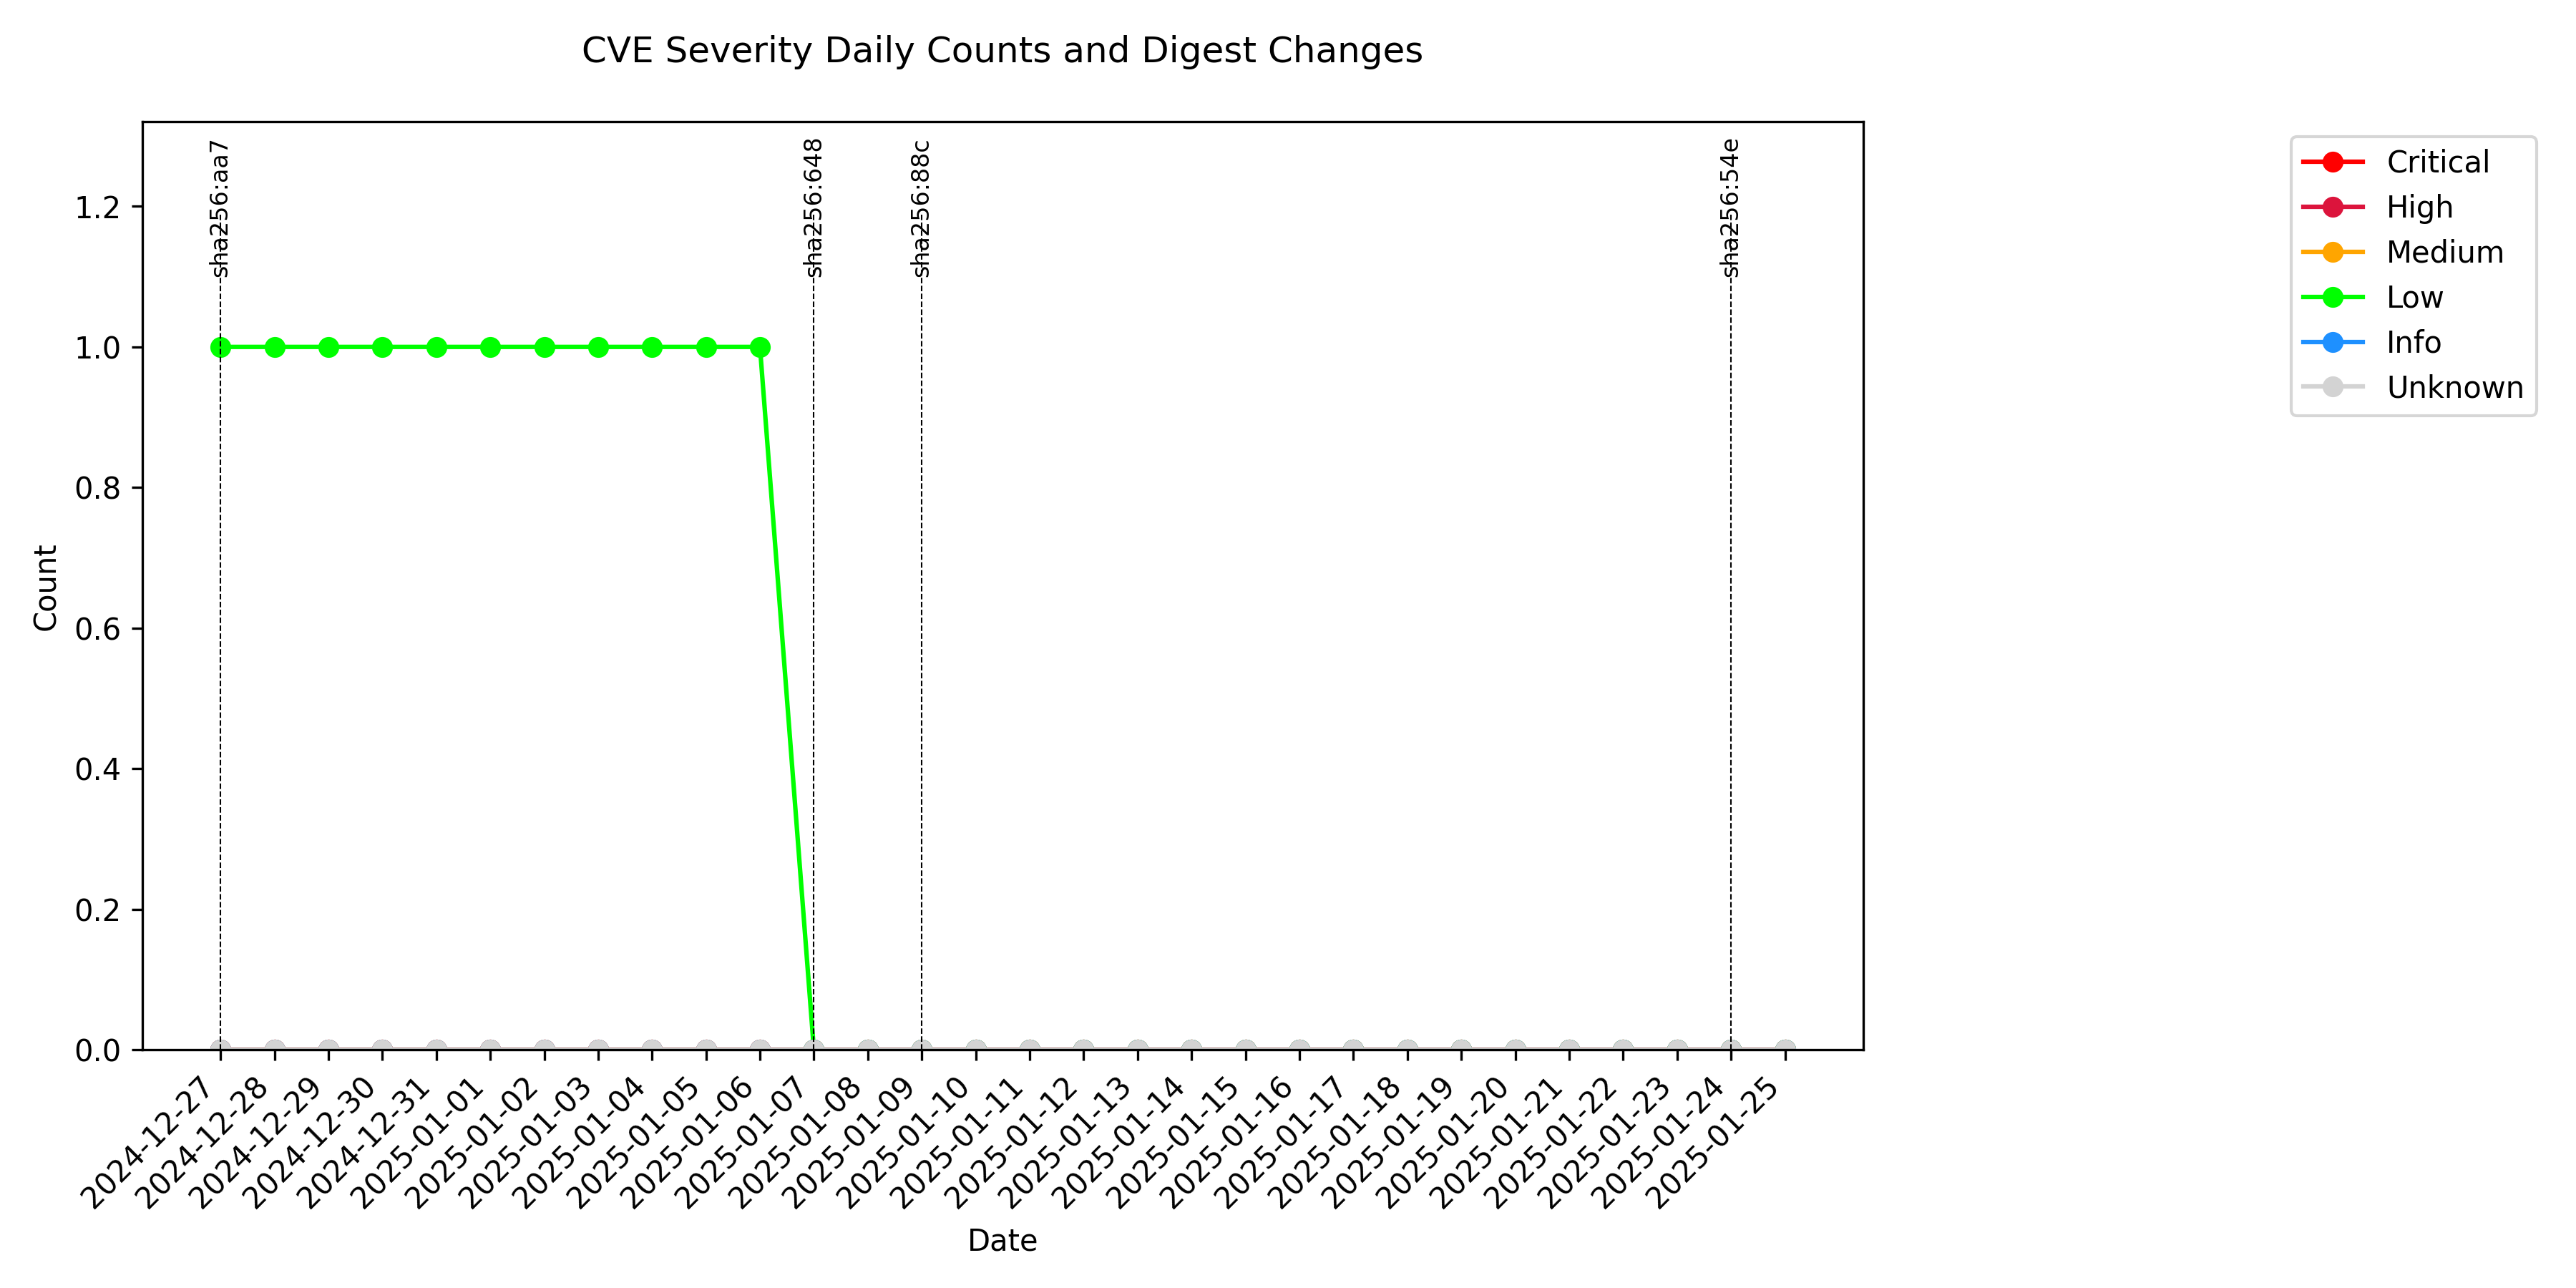 CVE Severity Daily Counts and Digest Changes
sha256:aa7
sha256:648
sha256:88c
sha256:54e
Critical
High
Medium
Low
Info
Unknown
1.2
1.0
0.8
0.6
0.4
0.2
0.0
Count
2024-12-27
2024-12-28
2024-12-29
2024-12-30
2024-12-31
2025-01-01
2025-01-02
2025-01-03
2025-01-04
2025-01-05
2025-01-06
2025-01-07
2025-01-08
2025-01-09
2025-01-10
2025-01-11
2025-01-12
2025-01-13
2025-01-14
2025-01-15
2025-01-16
2025-01-17
2025-01-18
2025-01-19
2025-01-20
2025-01-21
2025-01-22
2025-01-23
2025-01-24
2025-01-25
Date